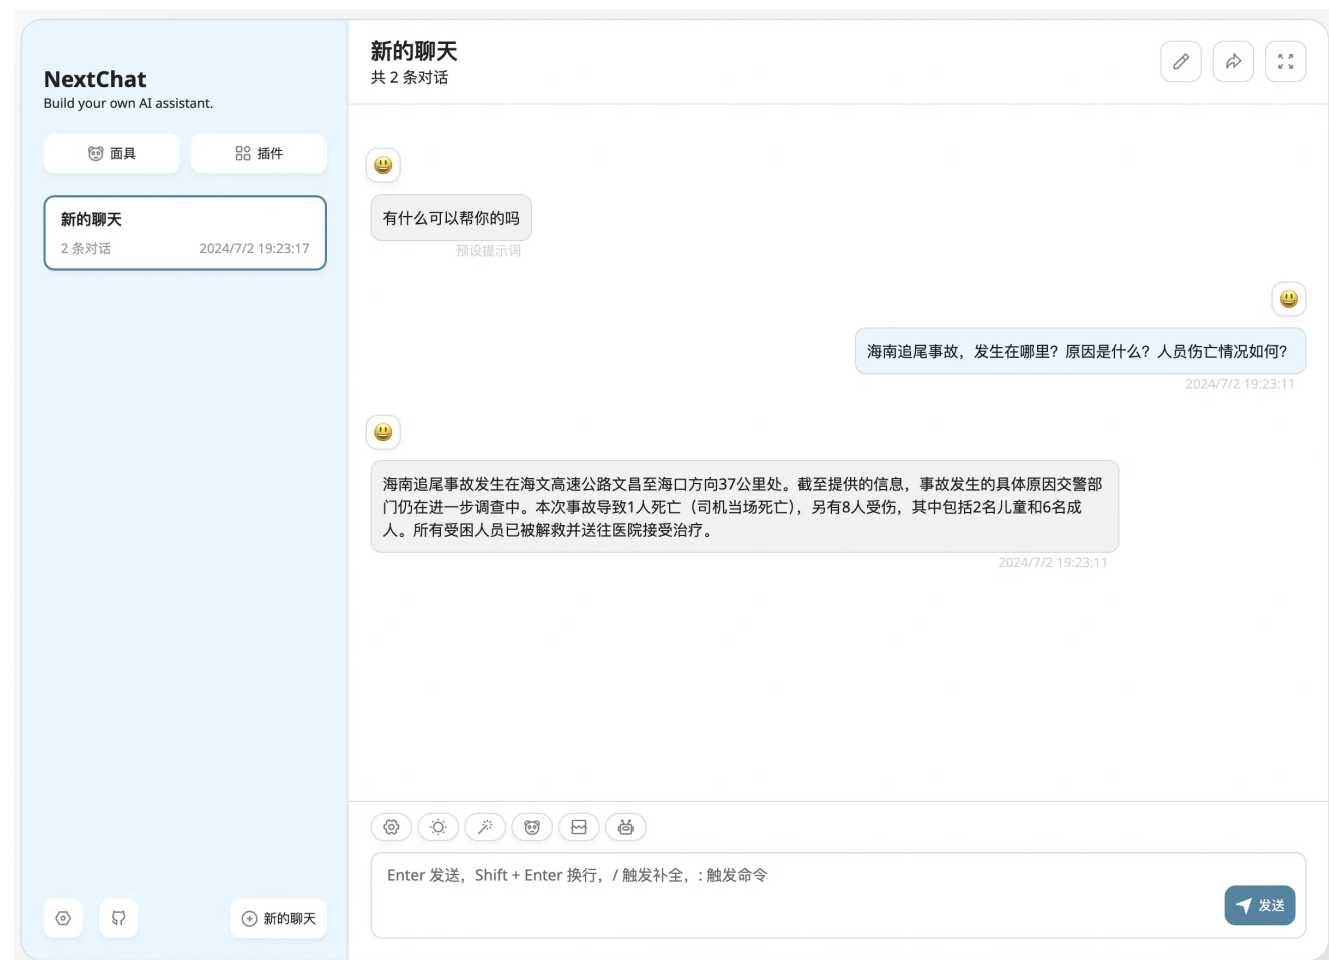 NextChat
Build your own AI assistant.
面具
插件
新的聊天
2 条对话
2024/7/2 19:23:17
新的聊天
新的聊天
共 2 条对话
有什么可以帮你的吗
预设提示词
海南追尾事故，发生在哪里？原因是什么？人员伤亡情况如何？
2024/7/2 19:23:11
海南追尾事故发生在海文高速公路文昌至海口方向37公里处。截至提供的信息，事故发生的具体原因交警部
门仍在进一步调查中。本次事故导致1人死亡（司机当场死亡），另有8人受伤，其中包括2名儿童和6名成
人。所有受困人员已被解救并送往医院接受治疗。
2024/7/2 19:23:11
Enter 发送，Shift + Enter 换行，/ 触发补全，: 触发命令
发送